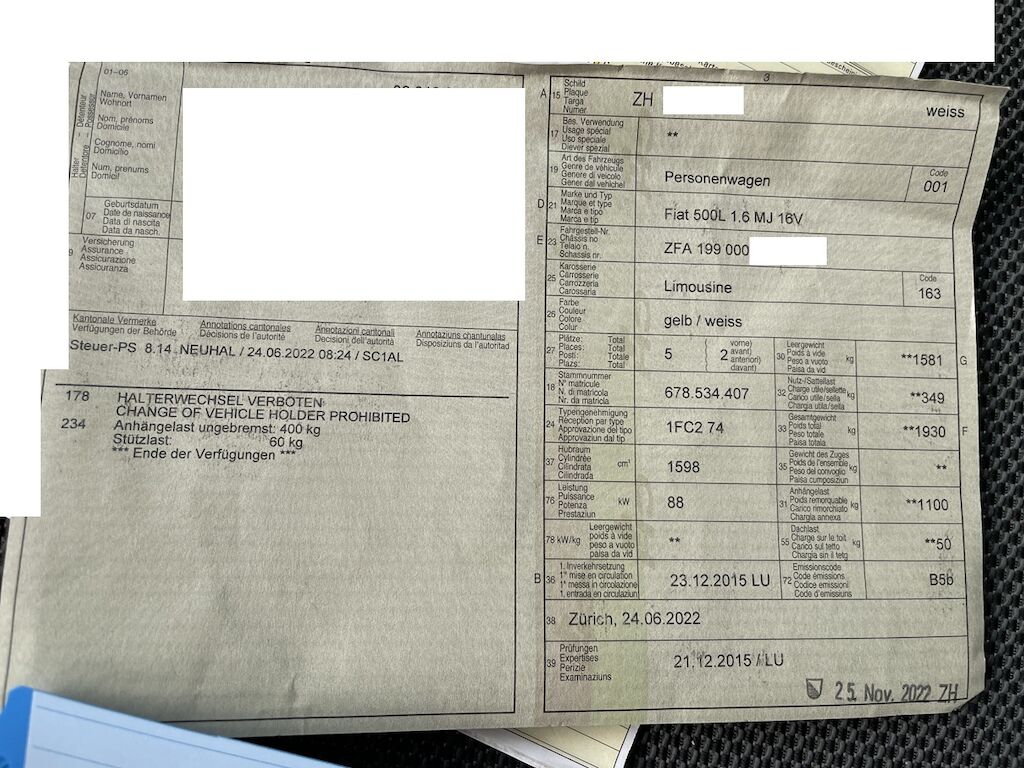 01-06
Halter – Détenteur
Detentore – Possessur
Name, Vornamen
Wohnort
Nom, prénoms
Domicile
Cognome, nomi
Domicilio
Num, prenums
Domicil
07
Geburtsdatum
Date de naissance
Data di nascita
Data da nasch.
9
Versicherung
Assurance
Assicurazione
Assicuranza
Kantonale Vermerke
Verfügungen der Behörde
Annotations cantonales
Décisions de l'autorité
Annotazioni cantonali
Decisioni dell'autorità
Annotaziuns chantunalas
Disposiziuns da l'autoritad
Steuer-PS 8.14 NEUHAL / 24.06.2022 08:24 / SC1AL
178 HALTERWECHSEL VERBOTEN
CHANGE OF VEHICLE HOLDER PROHIBITED
234 Anhängelast ungebremst: 400 kg
Stützlast: 60 kg
*** Ende der Verfügungen ***
3
A 15
Schild
Plaque
Targa
Numer
ZH weiss
17
Bes. Verwendung
Usage spécial
Uso speciale
Diever spezial
**
19
Art des Fahrzeugs
Genre de véhicule
Genere di veicolo
Gener dal vehichel
Personenwagen
Code
001
D 21
Marke und Typ
Marque et type
Marca e tipo
Marca e tip
Fiat 500L 1.6 MJ 16V
E 23
Fahrgestell-Nr.
Châssis no
Telaio n.
Schassis nr.
ZFA 199 000
25
Karosserie
Carrosserie
Carrozzeria
Carossaria
Limousine
Code
163
26
Farbe
Couleur
Colore
Colur
gelb / weiss
27
Plätze: Total
Places: Total
Posti: Totale
Plazs: Total
5
2
vorne)
avant)
anteriori)
davant)
30
Leergewicht
Poids à vide
Peso a vuoto
Paisa da vid
kg
**1581
G
18
Stammnummer
N° matricule
N. di matricola
Nr. da matricla
678.534.407
32
Nutz-/Sattellast
Charge utile/sellette
Carico utile/sella
Chargia utila/sella
kg
**349
24
Typengenehmigung
Réception par type
Approvazione del tipo
Approvaziun dal tip
1FC2 74
33
Gesamtgewicht
Poids total
Peso totale
Paisa totala
kg
**1930
F
37
Hubraum
Cylindrée
Cilindrata
Cilindrada
cm³
1598
35
Gewicht des Zuges
Poids de l'ensemble
Peso del convoglio
Paisa cumposiziun
kg
**
76
Leistung
Puissance
Potenza
Prestaziun
kW
88
31
Anhängelast
Poids remorquable
Carico rimorchiato
Chargia annexa
kg
**1100
78 kW/kg
Leergewicht
poids à vide
peso a vuoto
paisa da vid
**
55
Dachlast
Charge sur le toit
Carico sul tetto
Chargia sin il tetg
kg
**50
B 36
1. Inverkehrsetzung
1re mise en circulation
1a messa in circolazione
1. entrada en circulaziun
23.12.2015 LU
72
Emissionscode
Code émissions
Codice emissioni
Code d'emissiuns
B5b
38 Zürich, 24.06.2022
39
Prüfungen
Expertises
Perizie
Examinaziuns
21.12.2015 / LU
25. Nov. 2022 ZH